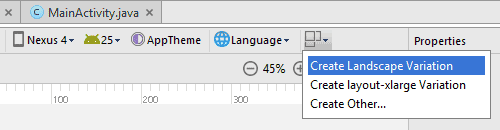 MainActivity.java
Nexus 4 25 AppTheme Language
Properties
45%
Create Landscape Variation
Create layout-xlarge Variation
Create Other...
100 200 300